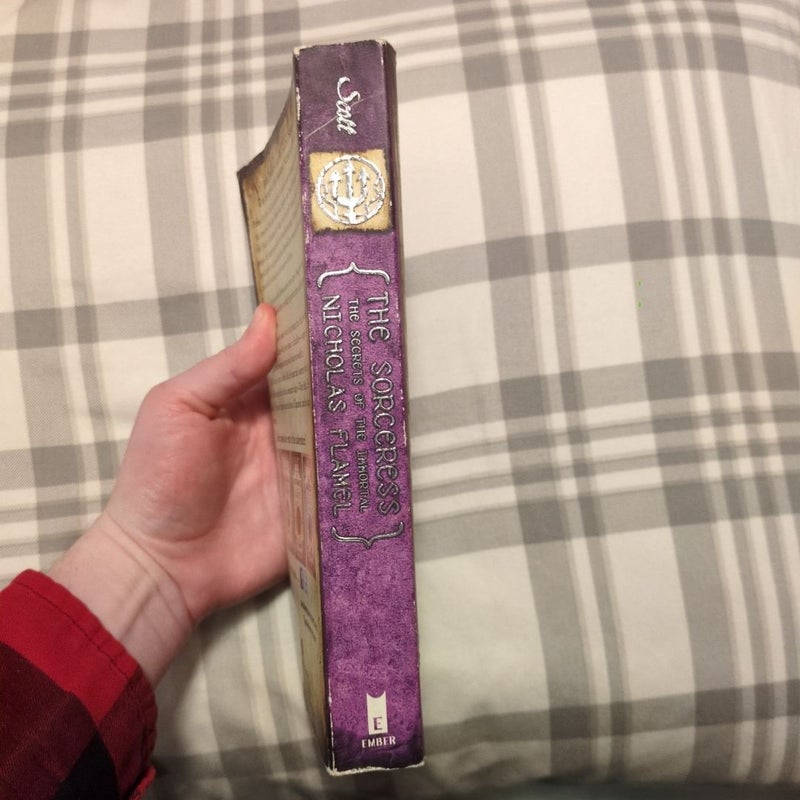 Scott
THE SORCERESS
THE SECRETS OF THE IMMORTAL
NICHOLAS FLAMEL
E
EMBER